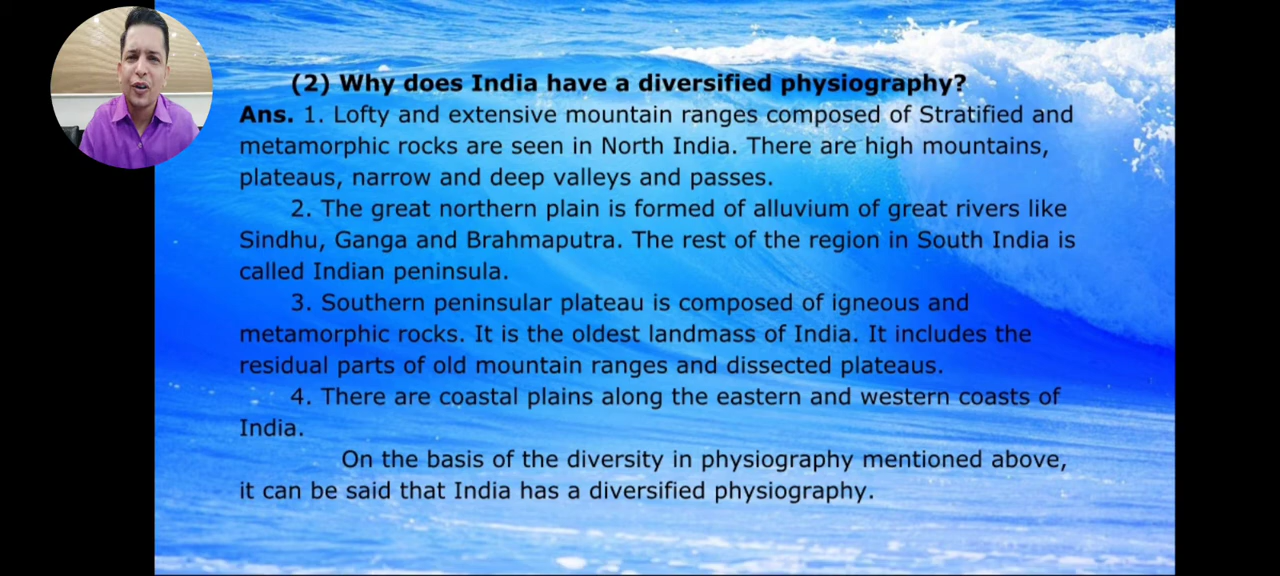 (2) Why does India have a diversified physiography?
Ans. 1. Lofty and extensive mountain ranges composed of Stratified and
metamorphic rocks are seen in North India. There are high mountains,
plateaus, narrow and deep valleys and passes.
2. The great northern plain is formed of alluvium of great rivers like
Sindhu, Ganga and Brahmaputra. The rest of the region in South India is
called Indian peninsula.
3. Southern peninsular plateau is composed of igneous and
metamorphic rocks. It is the oldest landmass of India. It includes the
residual parts of old mountain ranges and dissected plateaus.
4. There are coastal plains along the eastern and western coasts of
India.
On the basis of the diversity in physiography mentioned above,
it can be said that India has a diversified physiography.